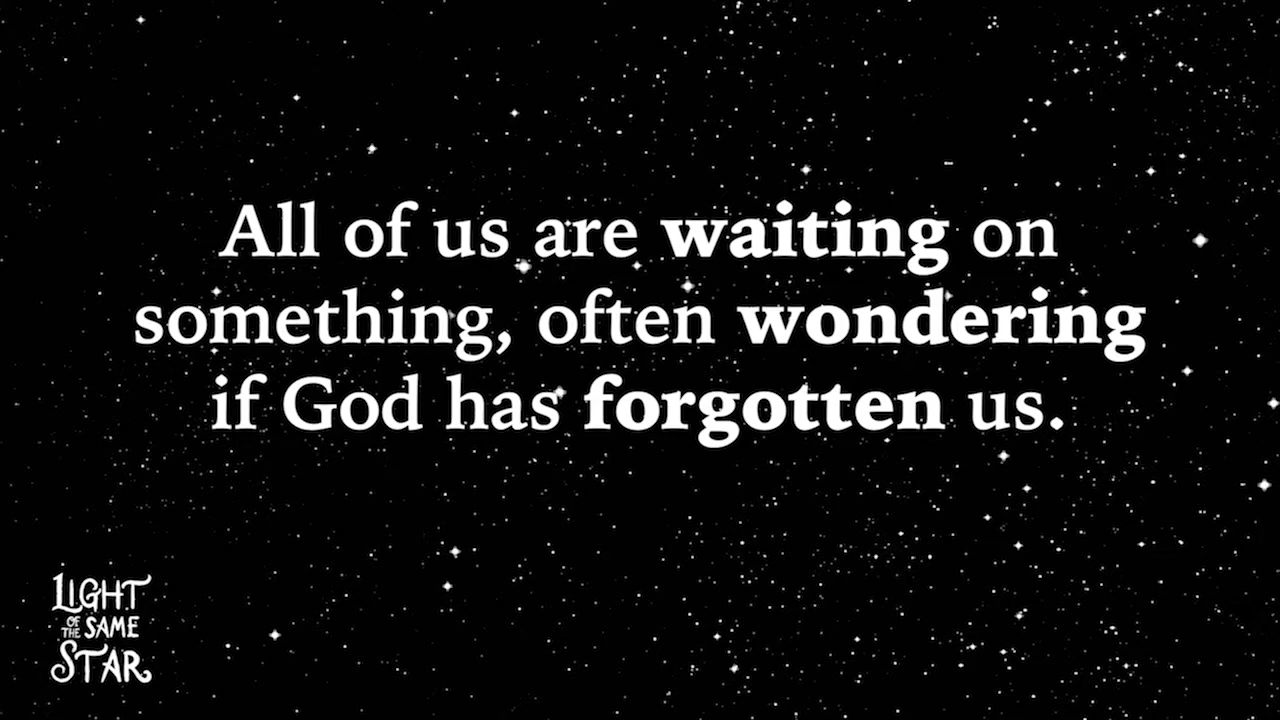 All of us are waiting on
something, often wondering
if God has forgotten us.
LIGHT
OF THE SAME
STAR